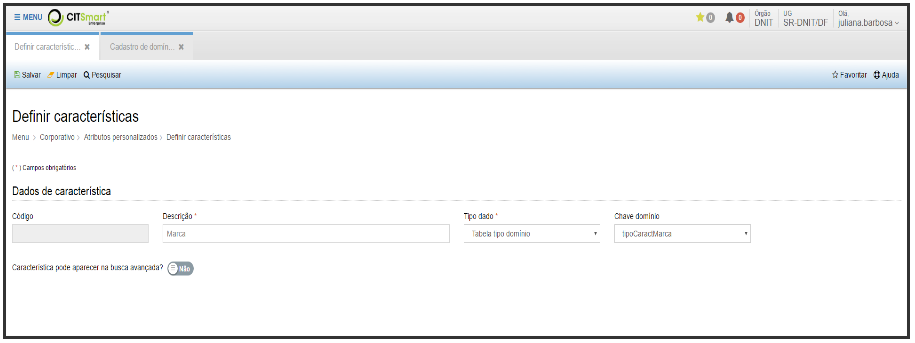 ☰ MENU CITSmart Enterprise ★ 0 0 Órgão DNIT UG SR-DNIT/DF Olá juliana.barbosa
Definir característic... ✖ Cadastro de domín... ✖
Salvar Limpar Pesquisar Favoritar Ajuda
Definir características
Menu > Corporativo > Atributos personalizados > Definir características
( * ) Campos obrigatórios
Dados de característica
Código Descrição * Tipo dado * Chave domínio
Marca Tabela tipo domínio tipoCaractMarca
Característica pode aparecer na busca avançada? Não